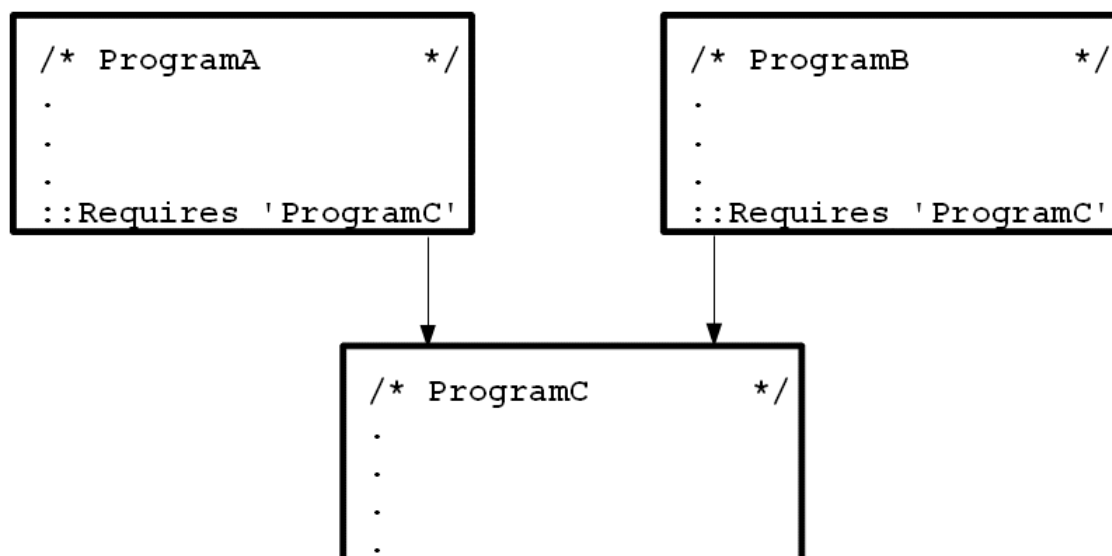 /* ProgramA */
.
.
.
::Requires 'ProgramC'
/* ProgramB */
.
.
.
::Requires 'ProgramC'
/* ProgramC */
.
.
.
.